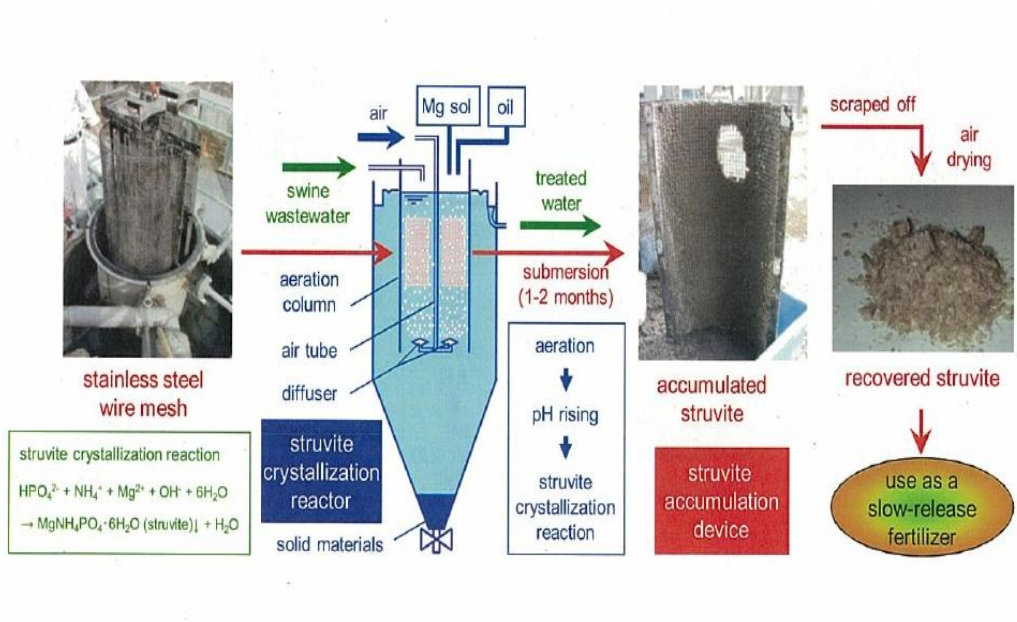 air
Mg sol
oil
swine
wastewater
treated
water
scraped off
air
drying
aeration
column
air tube
diffuser
submersion
(1-2 months)
stainless steel
wire mesh
struvite crystallization reaction
HPO₄²⁻ + NH₄⁺ + Mg²⁺ + OH⁻ + 6H₂O
→ MgNH₄PO₄·6H₂O (struvite)↓ + H₂O
struvite
crystallization
reactor
solid materials
aeration
pH rising
struvite
crystallization
reaction
accumulated
struvite
struvite
accumulation
device
recovered struvite
use as a
slow-release
fertilizer